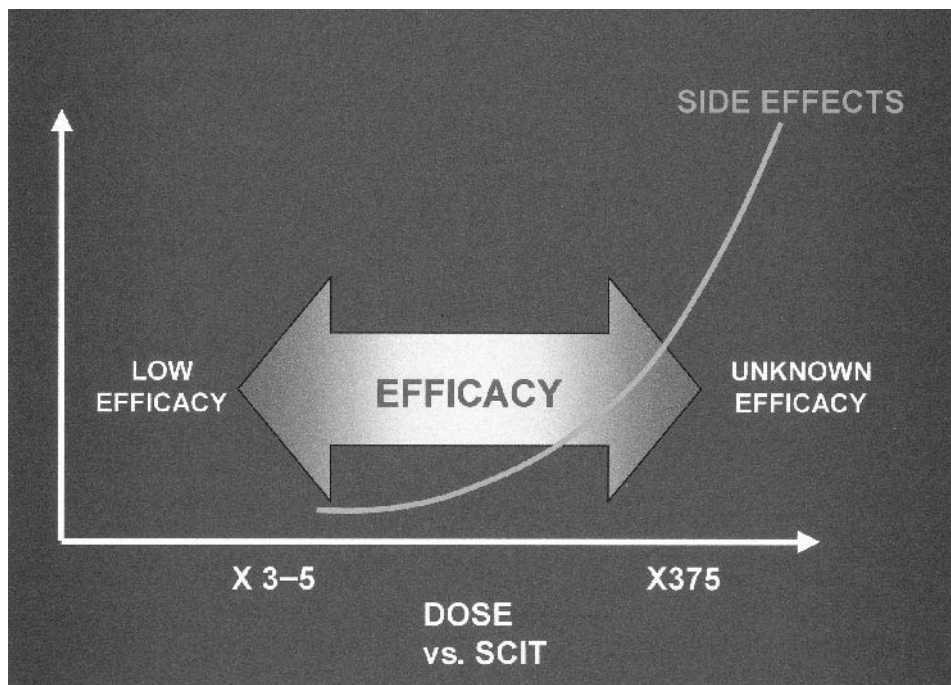 SIDE EFFECTS
LOW
EFFICACY
EFFICACY
UNKNOWN
EFFICACY
X 3–5
X375
DOSE
vs. SCIT